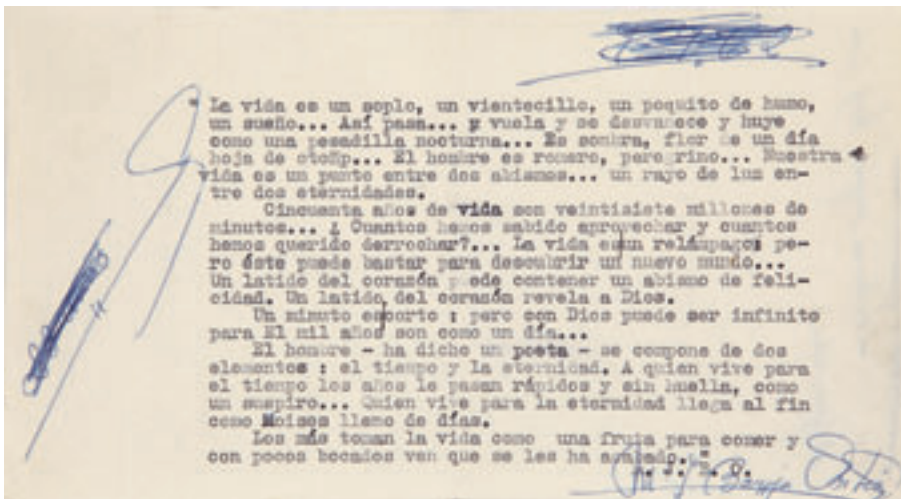 " La vida es un soplo, un vientecillo, un poquito de humo,
un sueño... Así pasa... y vuela y se desvanece y huye
como una pesadilla nocturna... Es sombra, flor de un día
hoja de otoño... El hombre es romero, peregrino... Nuestra
vida es un punto entre dos abismos... un rayo de luz en-
tre dos eternidades.
Cincuenta años de vida son veintisiete millones de
minutos... ¿ Cuantos hemos sabido aprovechar y cuantos
hemos querido derrochar?... La vida es un relámpago; pe-
ro éste puede bastar para descubrir un nuevo mundo...
Un latido del corazón puede contener un abismo de feli-
cidad. Un latido del corazón revela a Dios.
Un minuto es corto : pero con Dios puede ser infinito
para El mil años son como un día...
El hombre - ha dicho un poeta - se compone de dos
elementos : el tiempo y la eternidad. A quien vive para
el tiempo los años le pasan rápidos y sin huella, como
un suspiro... Quien vive para la eternidad llega al fin
como Moises lleno de días.
Los más toman la vida como una fruta para comer y
con pocos bocados ven que se les ha acabado.